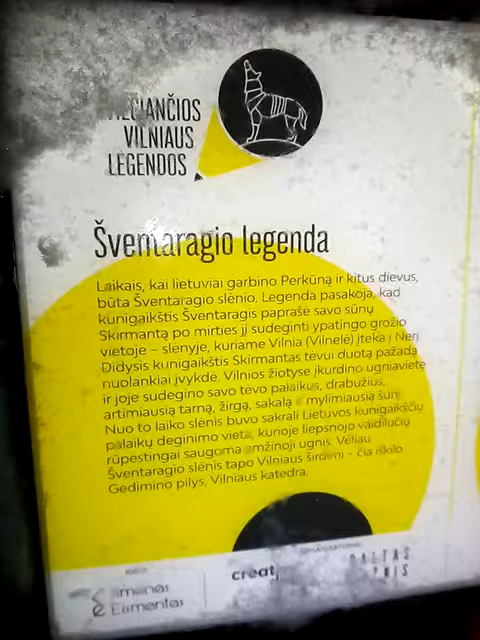 VILNIAUS
LEGENDOS
Šventaragio legenda
Laikais, kai lietuviai garbino Perkūną ir kitus dievus,
būta Šventaragio slėnio. Legenda pasakoja, kad
kunigaikštis Šventaragis paprašė savo sūnų
Skirmantą po mirties jį sudeginti ypatingo grožio
vietoje – slėnyje, kuriame Vilnia (Vilnelė) įteka į Nerį.
Didysis kunigaikštis Skirmantas tėvui duotą pažadą
nuolankiai įvykdė. Vilnios žiotyse įkurdino ugniavietę
ir joje sudegino savo tėvo palaikus, drabužius,
artimiausią tarną, žirgą, sakalą ir mylimiausią šunį.
Nuo to laiko slėnis buvo sakrali Lietuvos kunigaikščių
palaikų deginimo vieta, kurioje liepsnojo vaidilučių
rūpestingai saugoma amžinoji ugnis. Vėliau
Šventaragio slėnis tapo Vilniaus širdimi – čia iškilo
Gedimino pilys, Vilniaus katedra.
creat
Eismontas